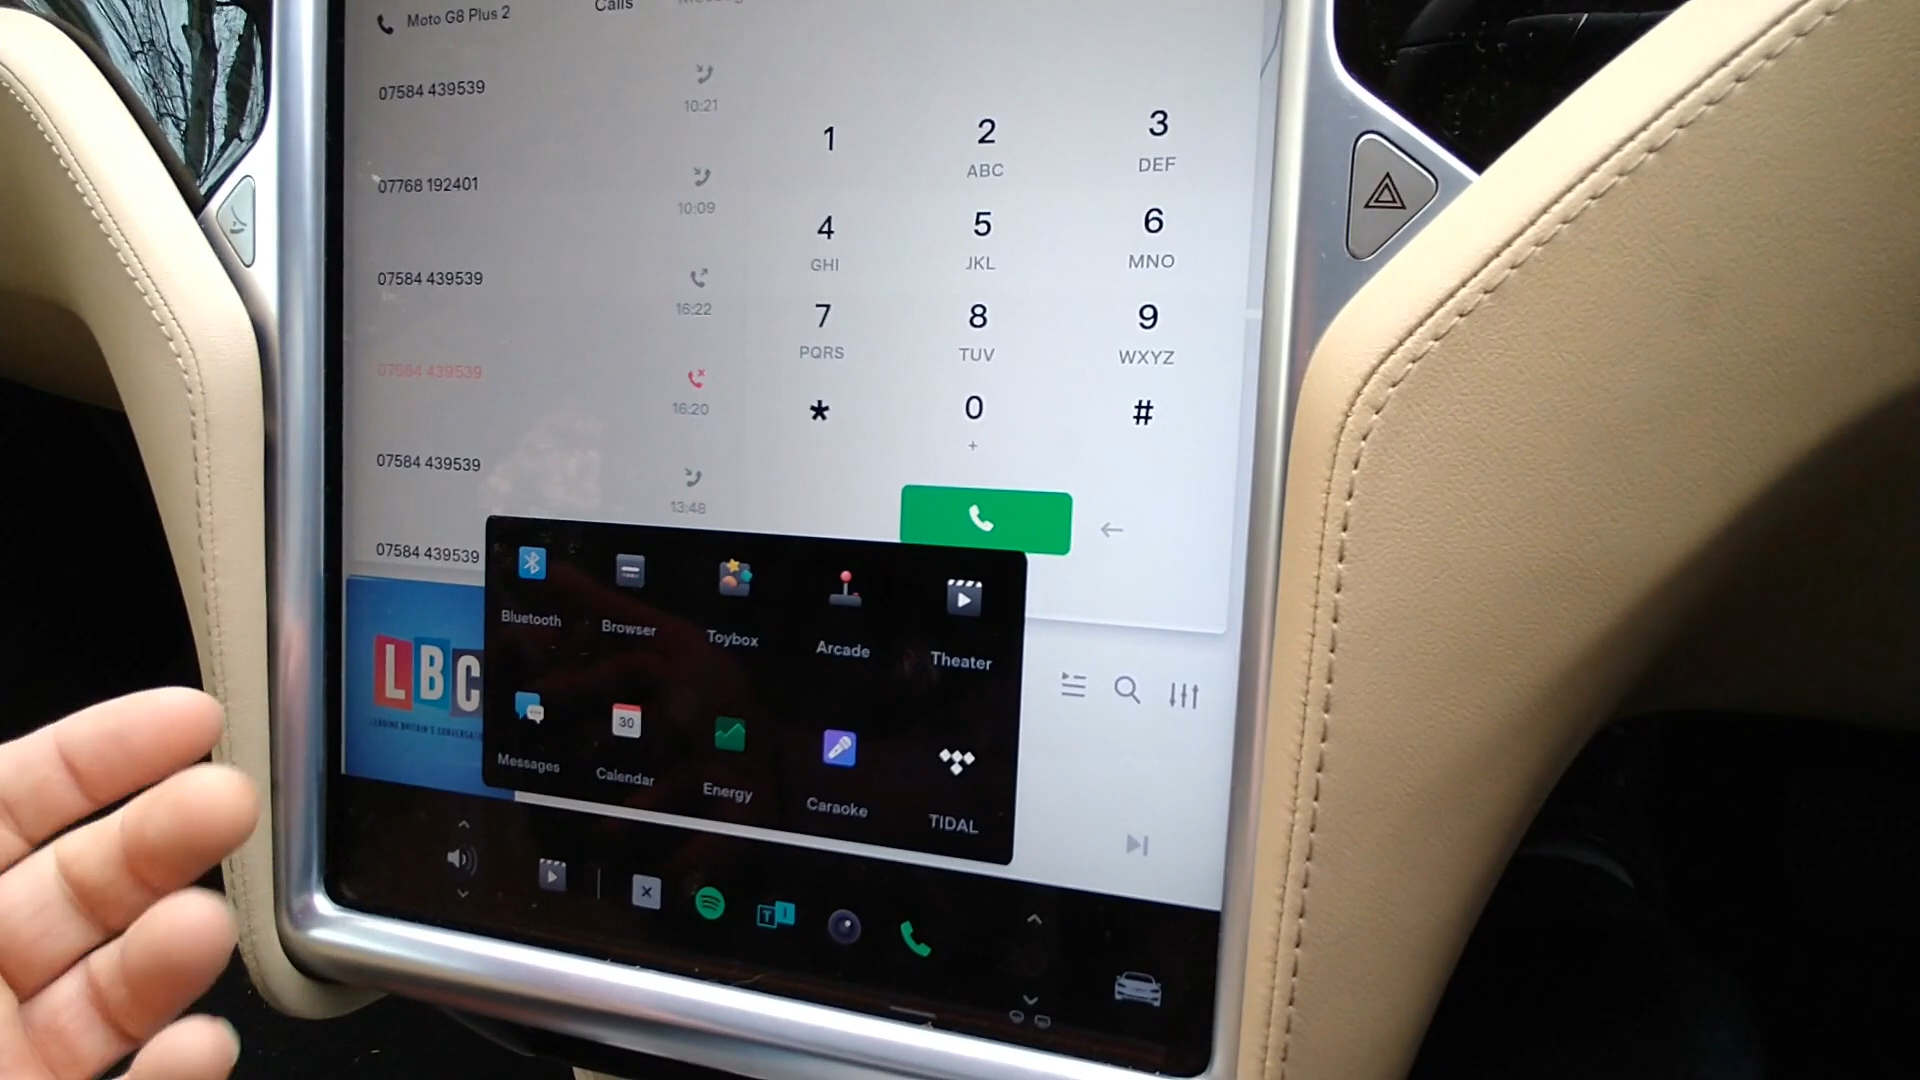 Moto G8 Plus 2
Calls
07584 439539
10:21
07768 192401
10:09
07584 439539
16:22
07584 439539
16:20
07584 439539
13:48
07584 439539
1
2
ABC
3
DEF
4
GHI
5
JKL
6
MNO
7
PQRS
8
TUV
9
WXYZ
*
0
+
#
LBC
LEADING BRITAIN'S CONVERSATI
Bluetooth
Browser
Toybox
Arcade
Theater
Messages
30
Calendar
Energy
Caraoke
TIDAL